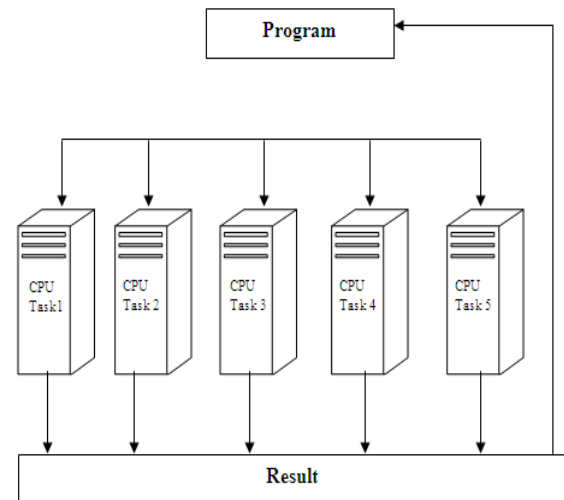 Program
CPU
Task1
CPU
Task 2
CPU
Task 3
CPU
Task 4
CPU
Task 5
Result